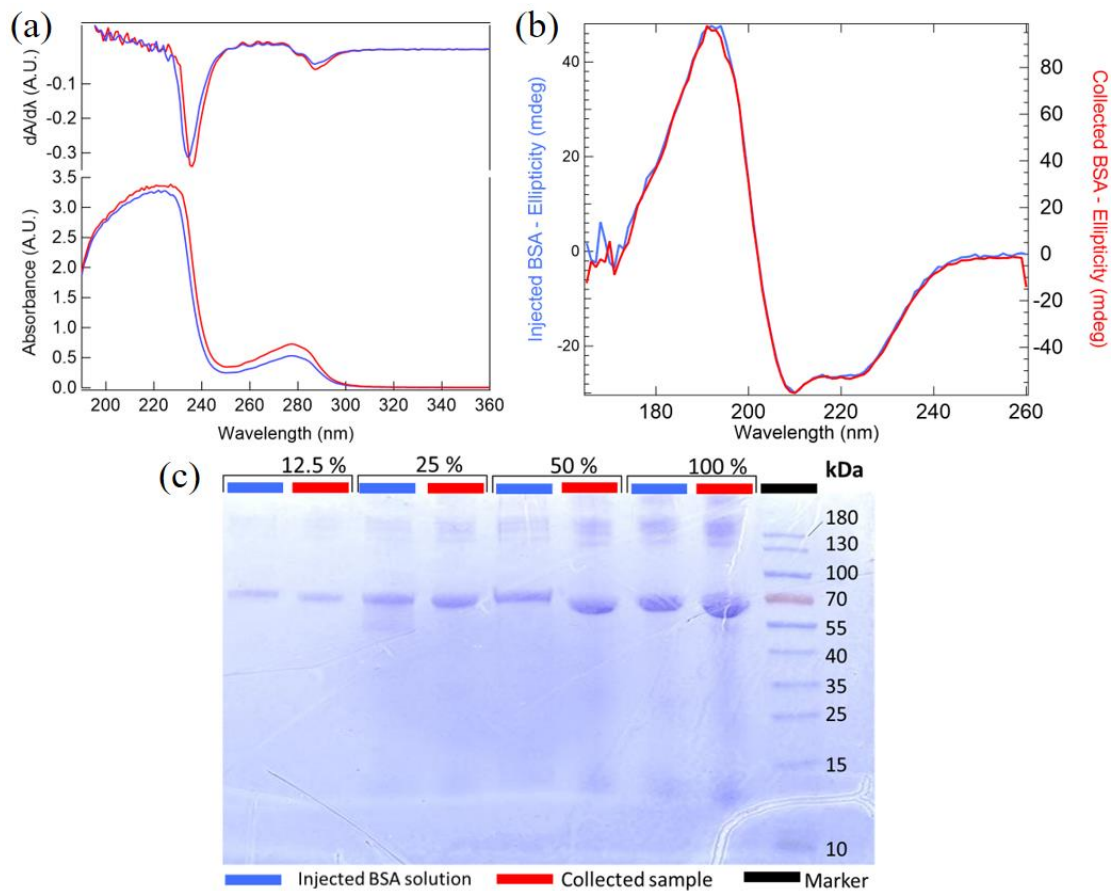 (a)
dA/dλ (A.U.)
-0.1
-0.2
-0.3
Absorbance (A.U.)
3.5
3.0
2.5
2.0
1.5
1.0
0.5
0.0
190 200 220 240 260 280 300 320 340 360
Wavelength (nm)
(b)
Injected BSA - Ellipticity (mdeg)
40
20
0
-20
Collected BSA - Ellipticity (mdeg)
80
60
40
20
0
-20
-40
180 200 220 240 260
Wavelength (nm)
(c)
12.5 % 25 % 50 % 100 % kDa
180
130
100
70
55
40
35
25
15
10
Injected BSA solution Collected sample Marker